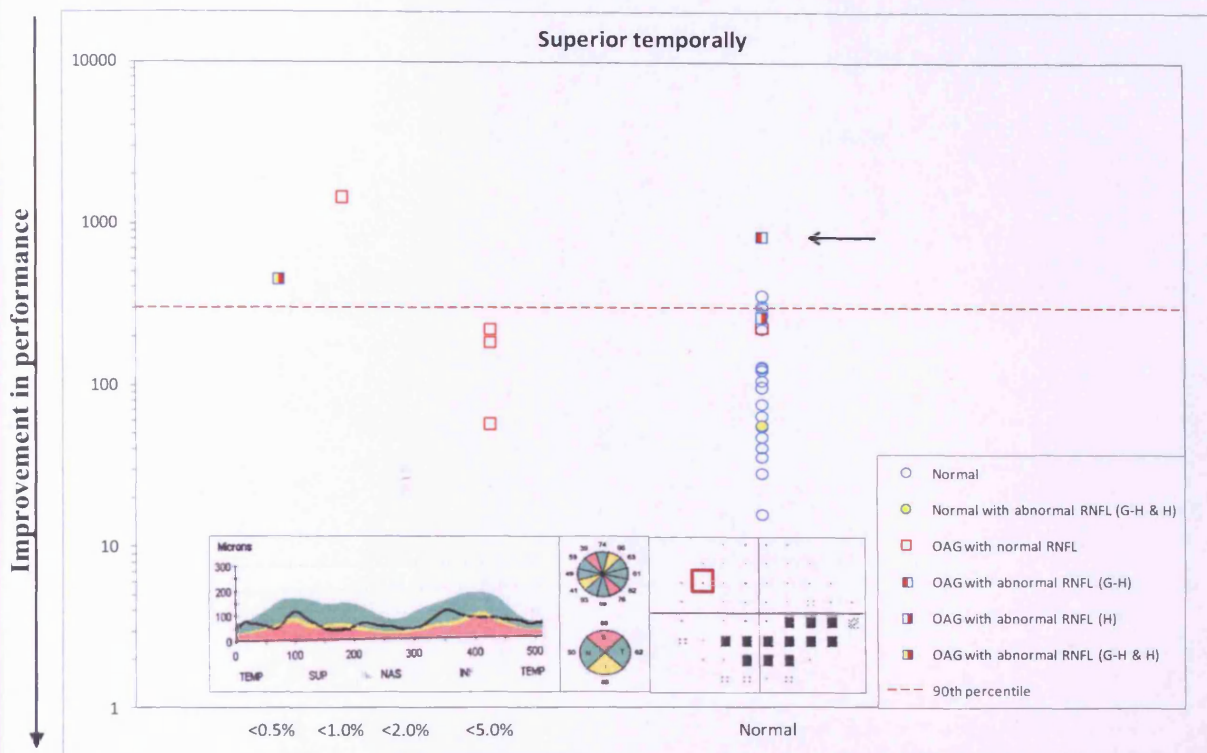 Superior temporally
Improvement in performance
10000
1000
100
10
1
Normal
Normal with abnormal RNFL (G-H & H)
OAG with normal RNFL
OAG with abnormal RNFL (G-H)
OAG with abnormal RNFL (H)
OAG with abnormal RNFL (G-H & H)
90th percentile
Microns
300
200
100
0
0 100 200 300 400 500
TEMP SUP NAS TEMP
S
N T
<0.5% <1.0% <2.0% <5.0% Normal